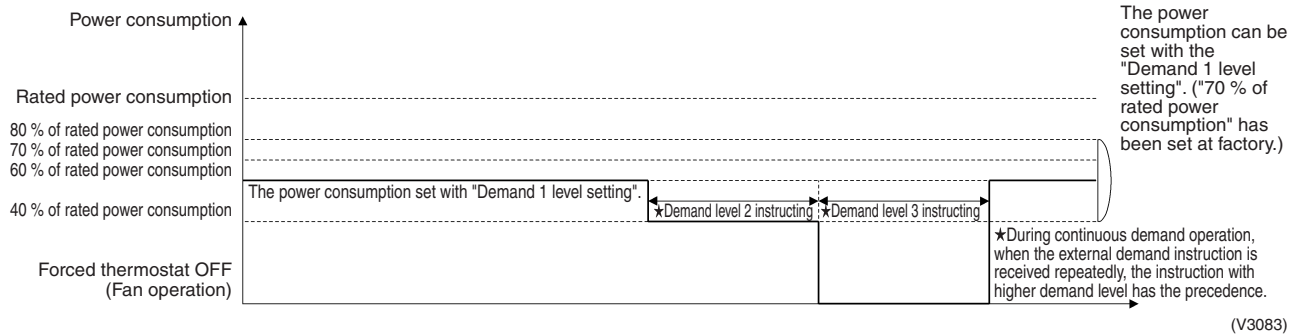 Power consumption
The power
consumption can be
set with the
"Demand 1 level
setting". ("70 % of
rated power
consumption" has
been set at factory.)
Rated power consumption
80 % of rated power consumption
70 % of rated power consumption
60 % of rated power consumption
The power consumption set with "Demand 1 level setting".
40 % of rated power consumption
★Demand level 2 instructing
★Demand level 3 instructing
★During continuous demand operation,
when the external demand instruction is
received repeatedly, the instruction with
higher demand level has the precedence.
Forced thermostat OFF
(Fan operation)
(V3083)